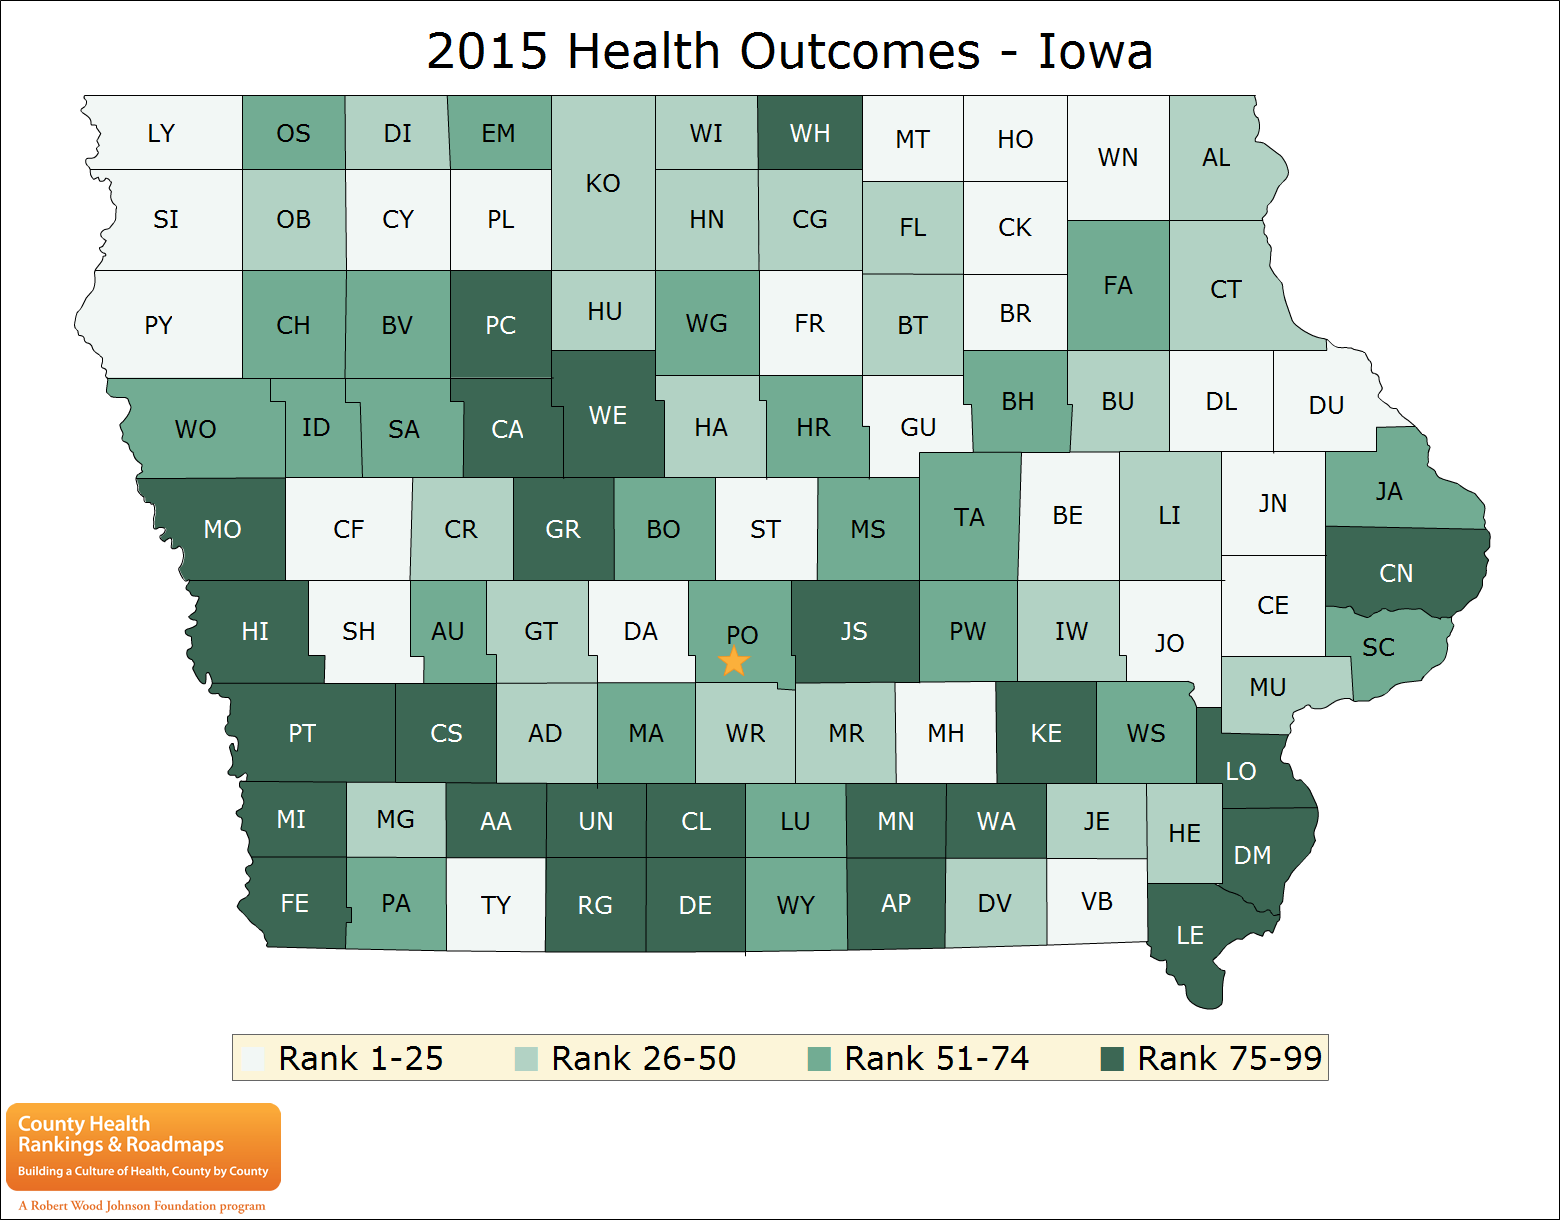 2015 Health Outcomes - Iowa
LY OS DI EM WI WH MT HO
WN AL
KO
SI OB CY PL HN CG FL CK
FA CT
PY CH BV PC HU WG FR BT BR
WO ID SA CA WE HA HR GU BH BU DL DU
MO CF CR GR BO ST MS TA BE LI JN JA
CN
HI SH AU GT DA PO JS PW IW JO CE SC
MU
PT CS AD MA WR MR MH KE WS
LO
MI MG AA UN CL LU MN WA JE HE
DM
FE PA TY RG DE WY AP DV VB
LE
Rank 1-25 Rank 26-50 Rank 51-74 Rank 75-99
County Health
Rankings & Roadmaps
Building a Culture of Health, County by County
A Robert Wood Johnson Foundation program